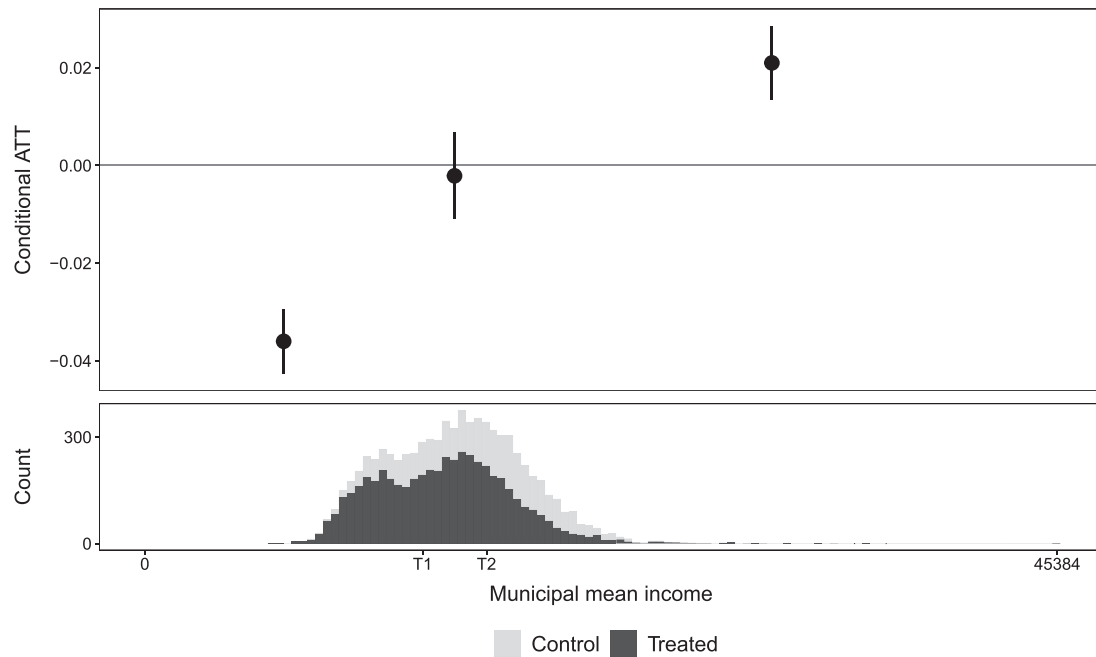 Conditional ATT
0.02
0.00
−0.02
−0.04
Count
300
0
0 T1 T2 45384
Municipal mean income
Control Treated